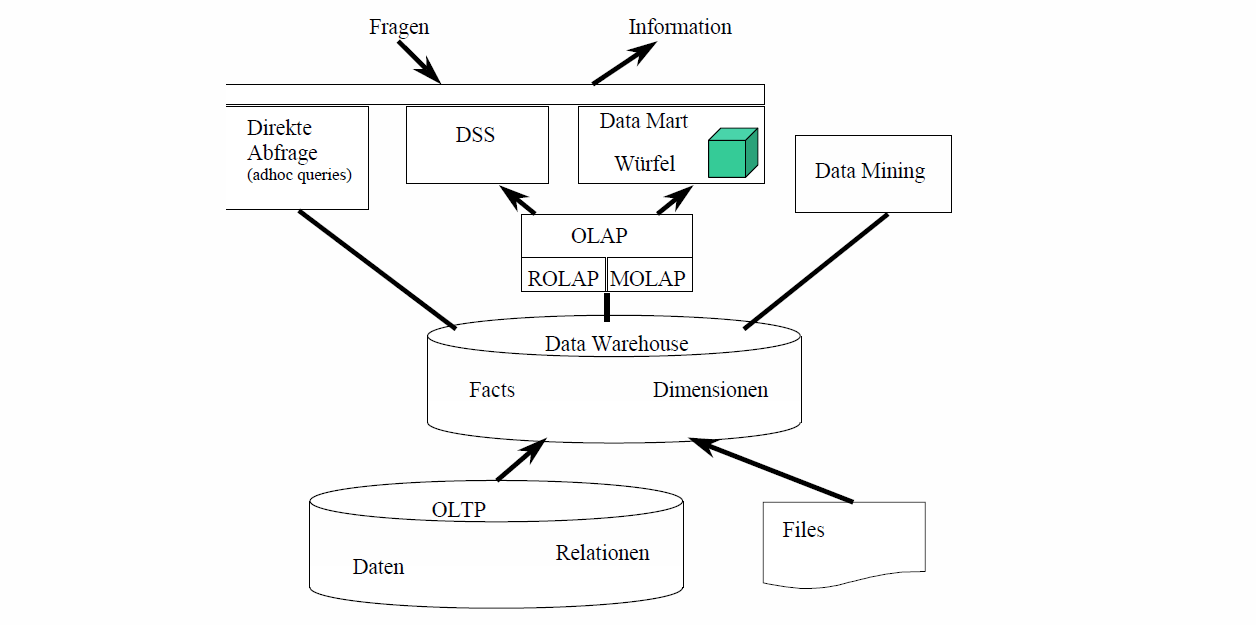 Fragen
Information
Direkte
Abfrage
(adhoc queries)
DSS
Data Mart
Würfel
Data Mining
OLAP
ROLAP
MOLAP
Data Warehouse
Facts
Dimensionen
OLTP
Daten
Relationen
Files